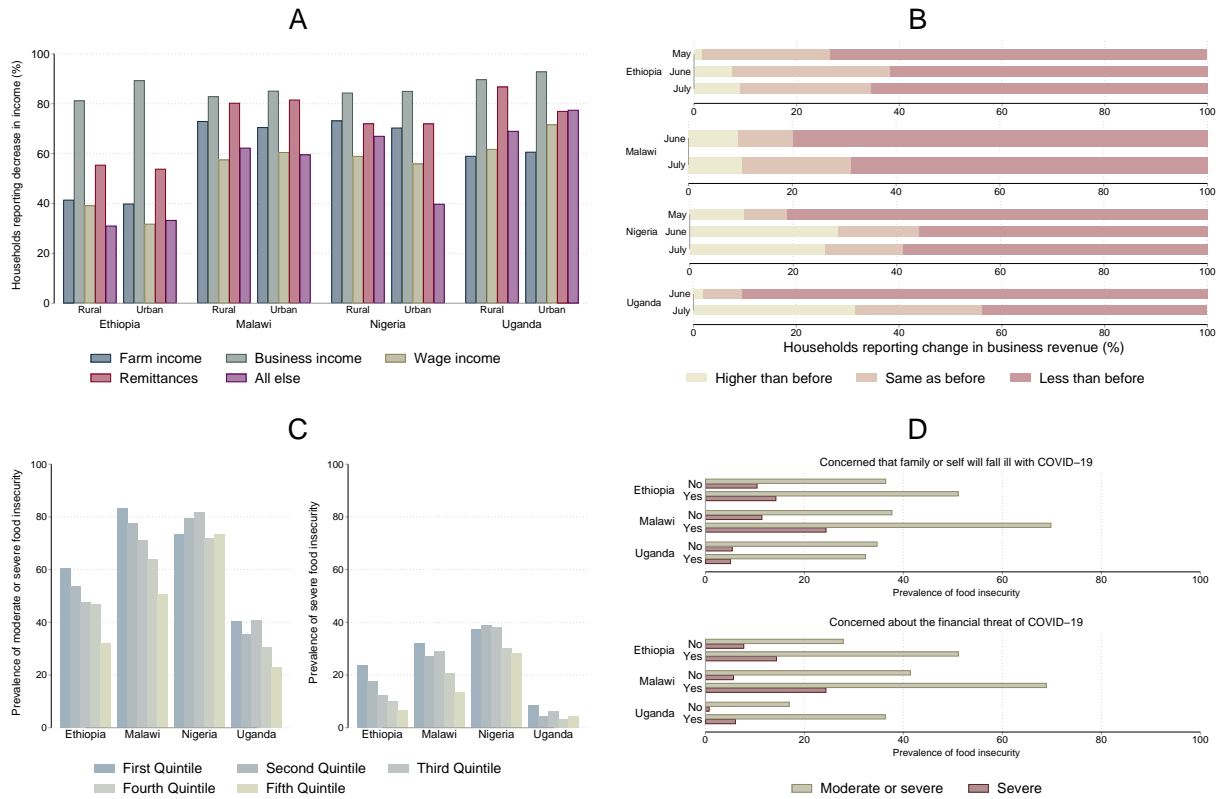 A
Households reporting decrease in income (%)
100
80
60
40
20
0
Rural Urban Rural Urban Rural Urban Rural Urban
Ethiopia Malawi Nigeria Uganda
Farm income Business income Wage income
Remittances All else
B
Ethiopia
May
June
July
0 20 40 60 80 100
Malawi
June
July
0 20 40 60 80 100
Nigeria
May
June
July
0 20 40 60 80 100
Uganda
June
July
0 20 40 60 80 100
Households reporting change in business revenue (%)
Higher than before Same as before Less than before
C
Prevalence of moderate or severe food insecurity
100
80
60
40
20
0
Ethiopia Malawi Nigeria Uganda
Prevalence of severe food insecurity
100
80
60
40
20
0
Ethiopia Malawi Nigeria Uganda
First Quintile Second Quintile Third Quintile
Fourth Quintile Fifth Quintile
D
Concerned that family or self will fall ill with COVID−19
Ethiopia
No
Yes
Malawi
No
Yes
Uganda
No
Yes
0 20 40 60 80 100
Prevalence of food insecurity
Concerned about the financial threat of COVID−19
Ethiopia
No
Yes
Malawi
No
Yes
Uganda
No
Yes
0 20 40 60 80 100
Prevalence of food insecurity
Moderate or severe Severe